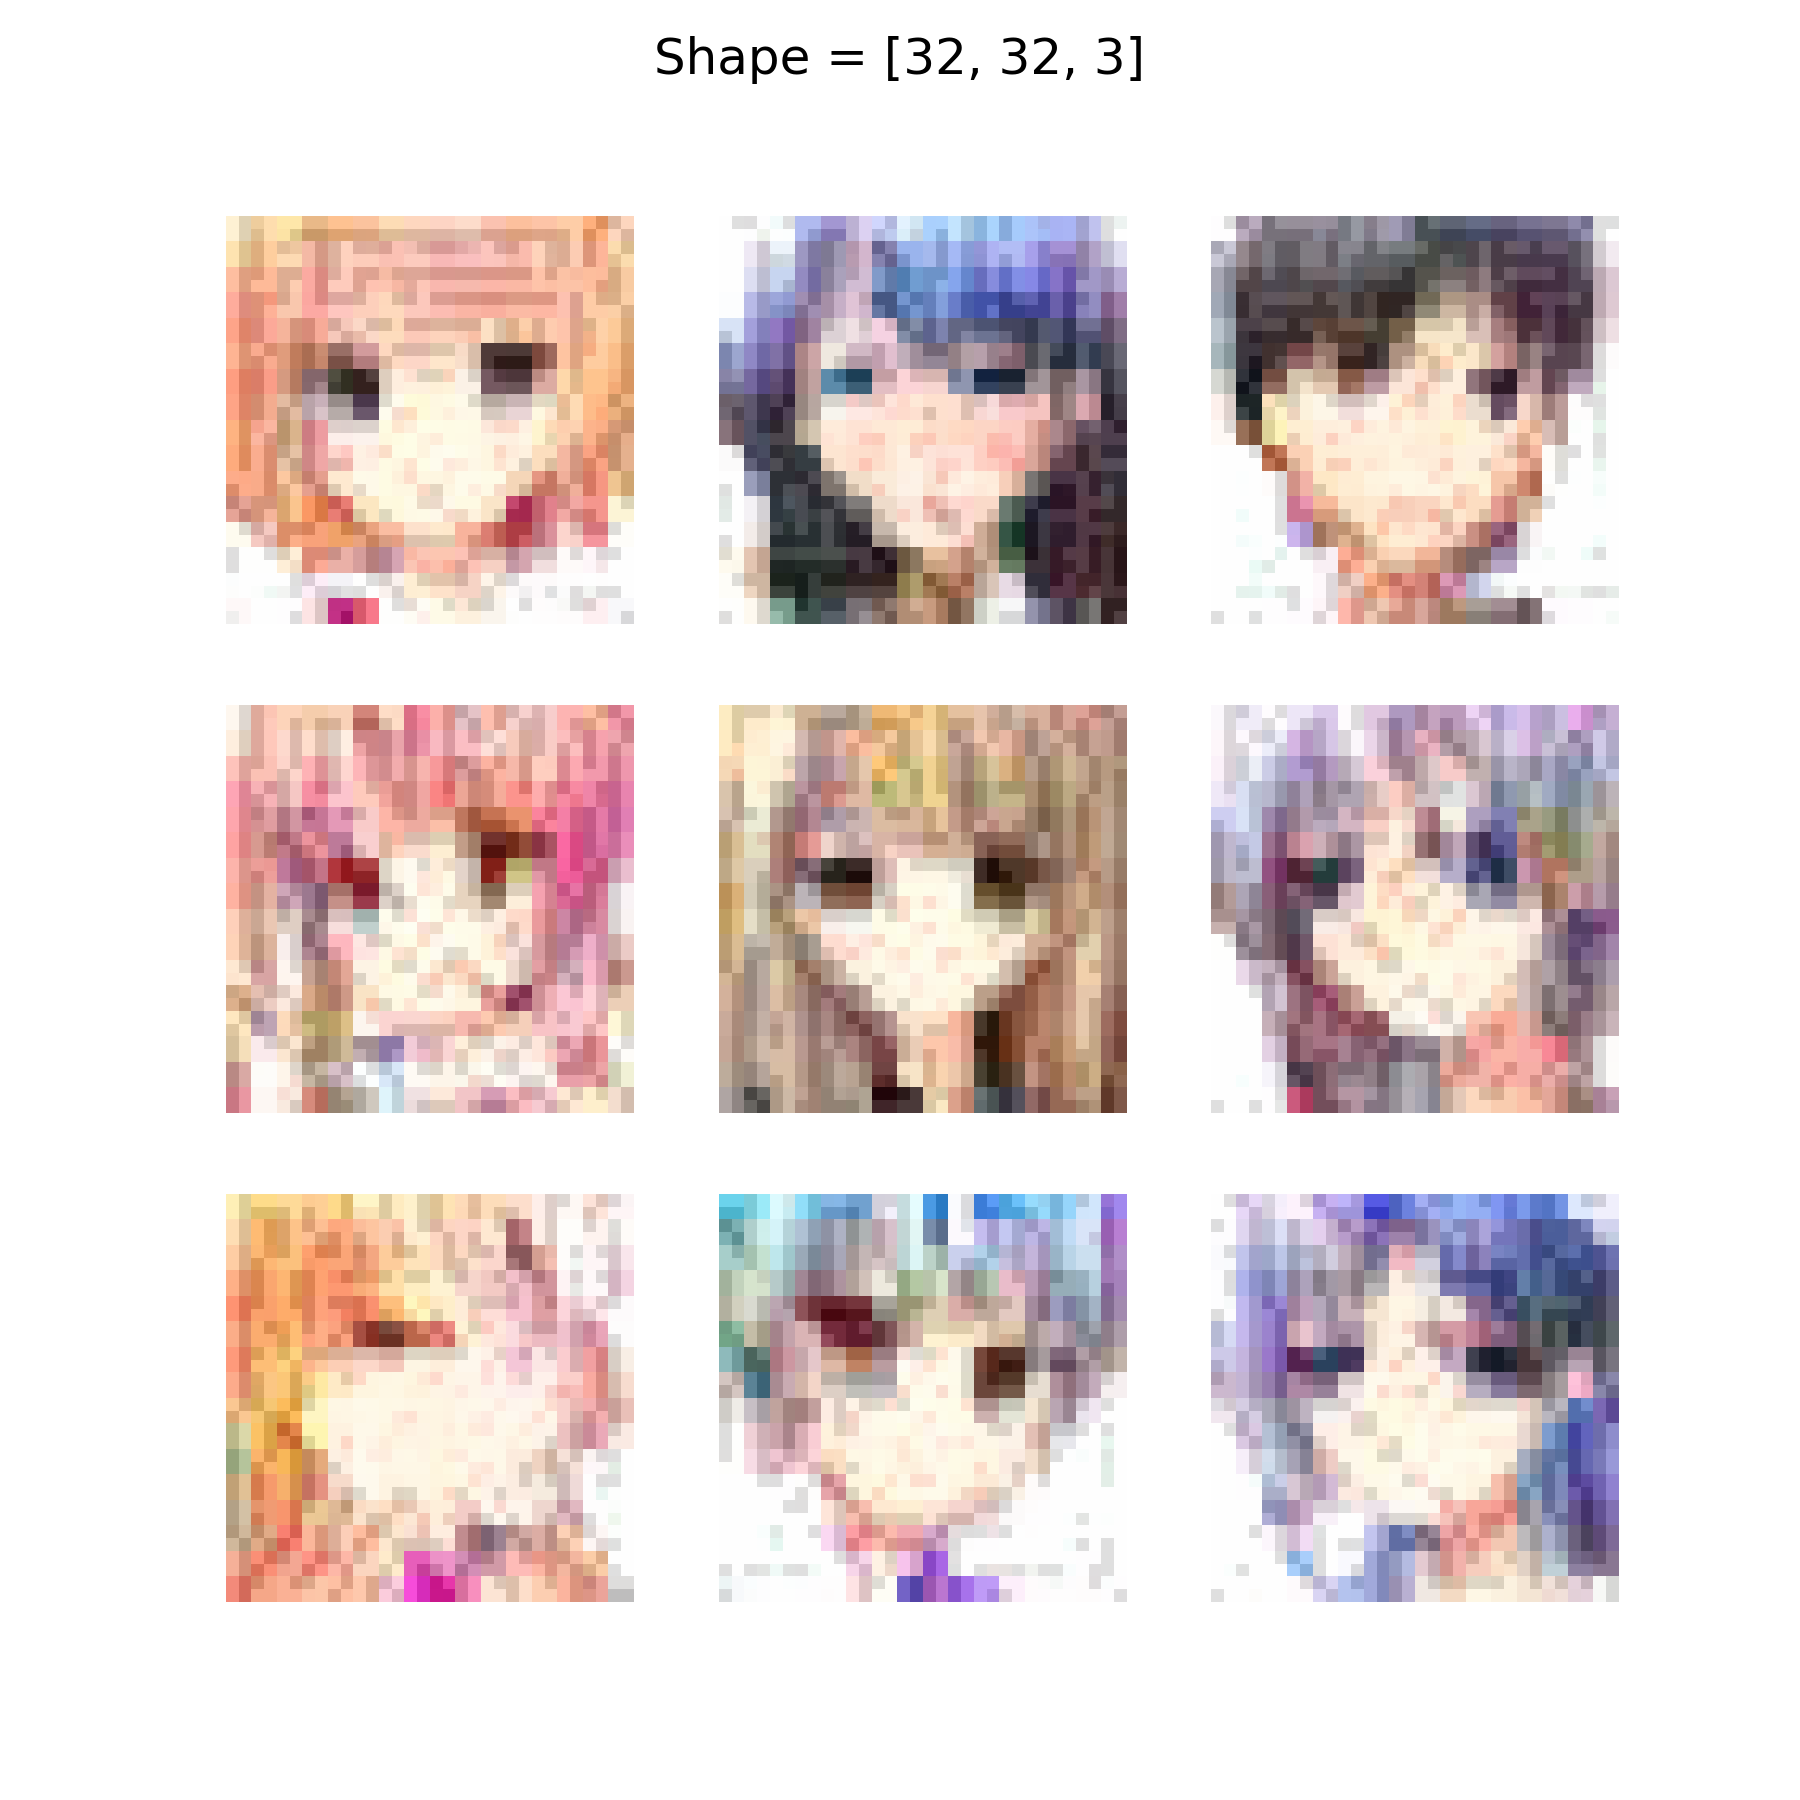 Shape = [32, 32, 3]